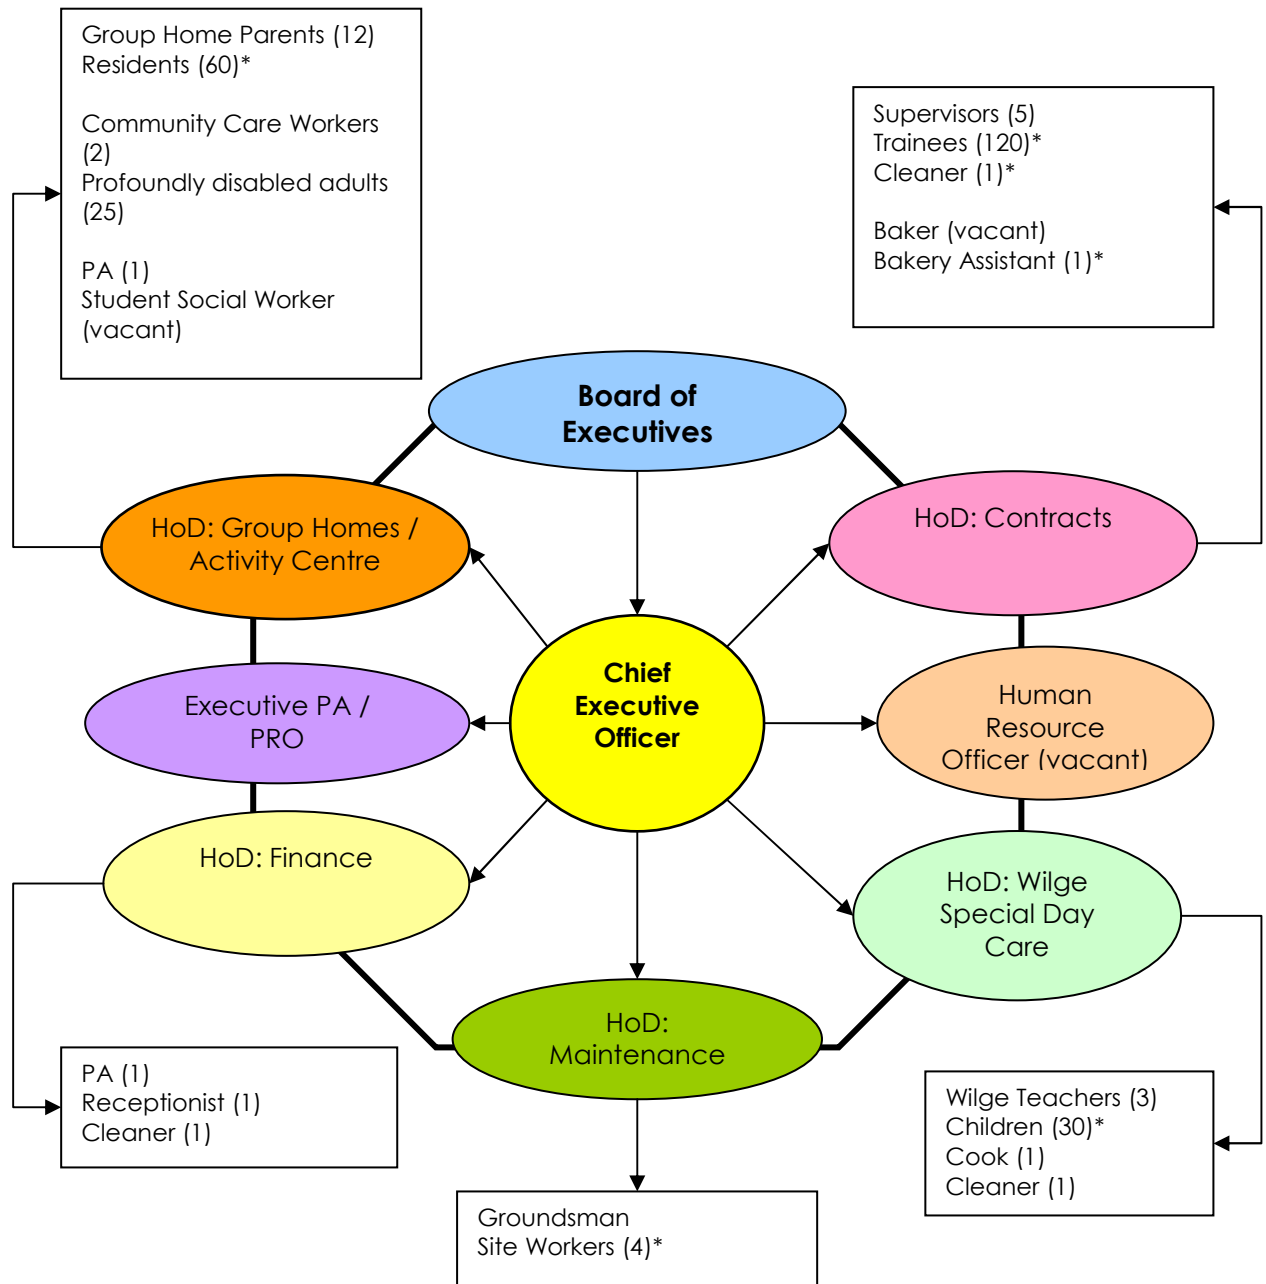 Group Home Parents (12)
Residents (60)*
Community Care Workers
(2)
Profoundly disabled adults
(25)
PA (1)
Student Social Worker
(vacant)
Supervisors (5)
Trainees (120)*
Cleaner (1)*
Baker (vacant)
Bakery Assistant (1)*
Board of
Executives
HoD: Group Homes /
Activity Centre
HoD: Contracts
Chief
Executive
Officer
Executive PA /
PRO
Human
Resource
Officer (vacant)
HoD: Finance
HoD: Wilge
Special Day
Care
HoD:
Maintenance
PA (1)
Receptionist (1)
Cleaner (1)
Wilge Teachers (3)
Children (30)*
Cook (1)
Cleaner (1)
Groundsman
Site Workers (4)*